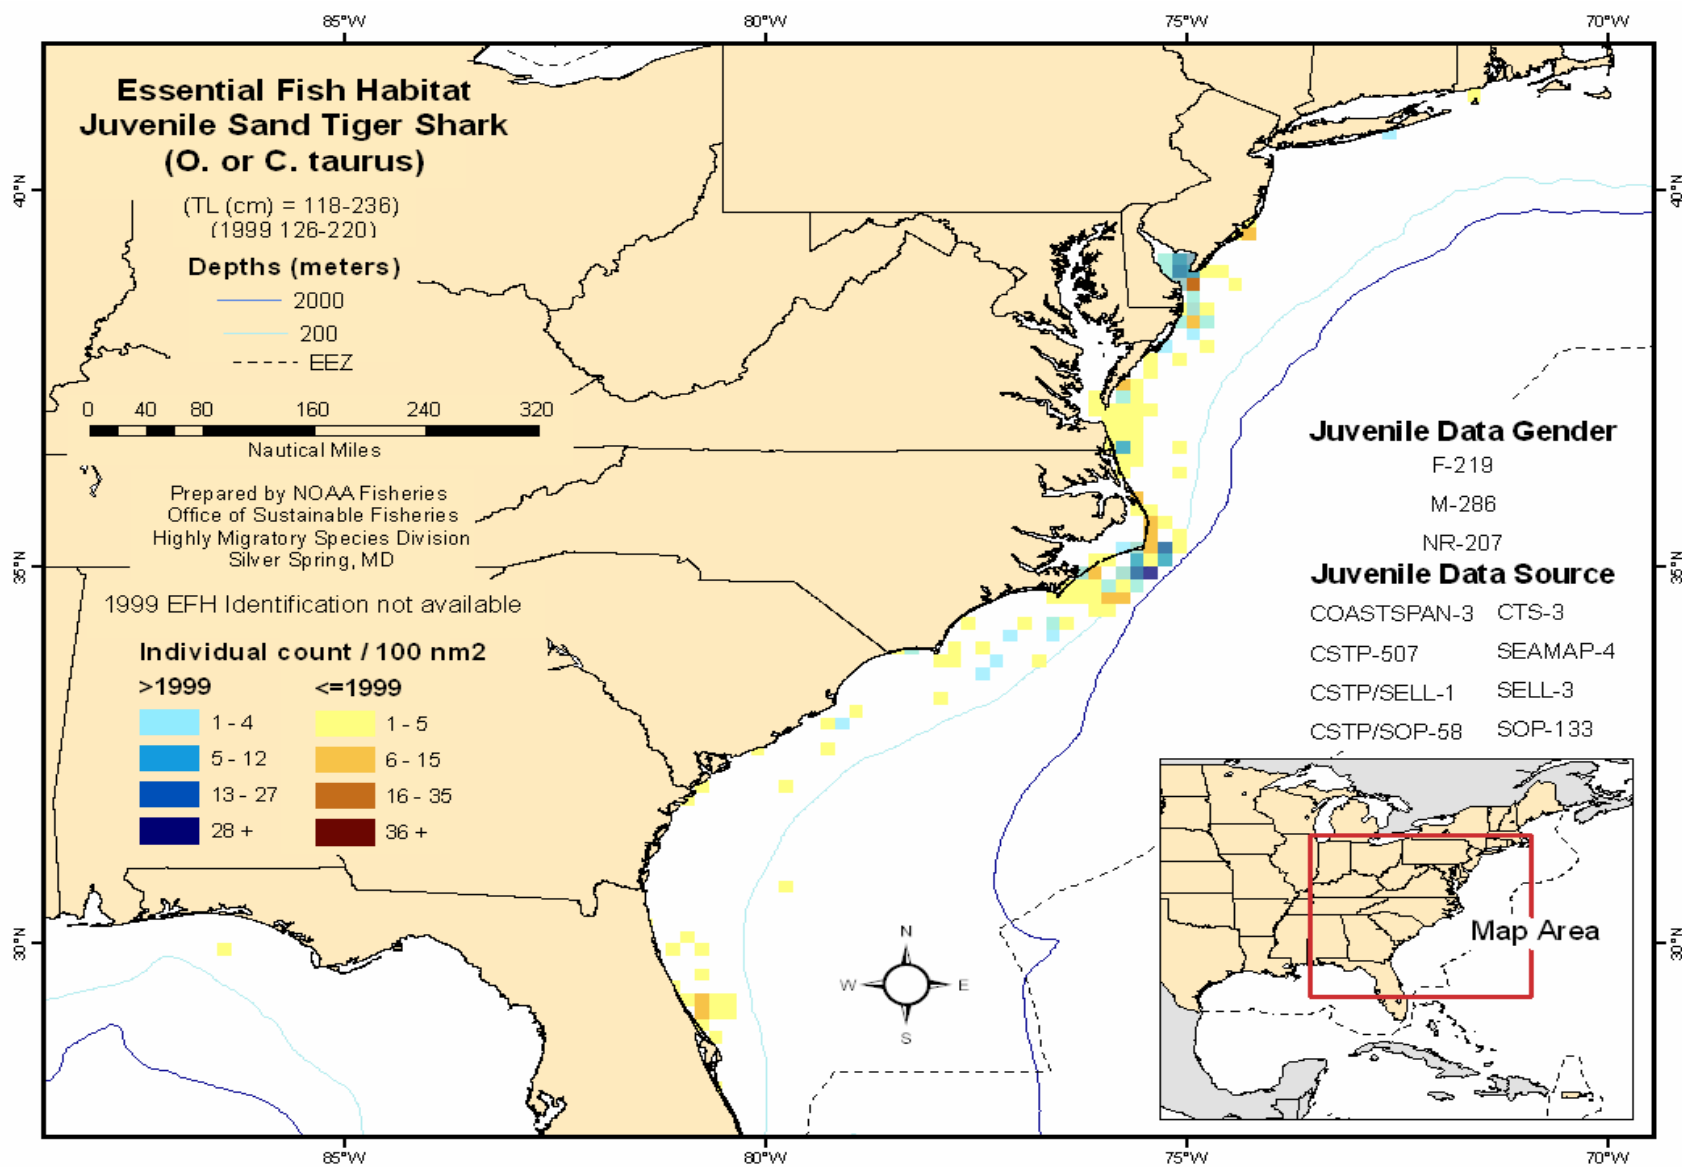 85°W
80°W
75°W
70°W
Essential Fish Habitat
Juvenile Sand Tiger Shark
(O. or C. taurus)
(TL (cm) = 118-236)
(1999 126-220)
Depths (meters)
2000
200
EEZ
0 40 80 160 240 320
Nautical Miles
Prepared by NOAA Fisheries
Office of Sustainable Fisheries
Highly Migratory Species Division
Silver Spring, MD
1999 EFH Identification not available
Individual count / 100 nm2
>1999 <=1999
1 - 4 1 - 5
5 - 12 6 - 15
13 - 27 16 - 35
28 + 36 +
40°N
35°N
30°N
40°N
35°N
30°N
Juvenile Data Gender
F-219
M-286
NR-207
Juvenile Data Source
COASTSPAN-3 CTS-3
CSTP-507 SEAMAP-4
CSTP/SELL-1 SELL-3
CSTP/SOP-58 SOP-133
Map Area
N
W E
S
85°W
80°W
75°W
70°W